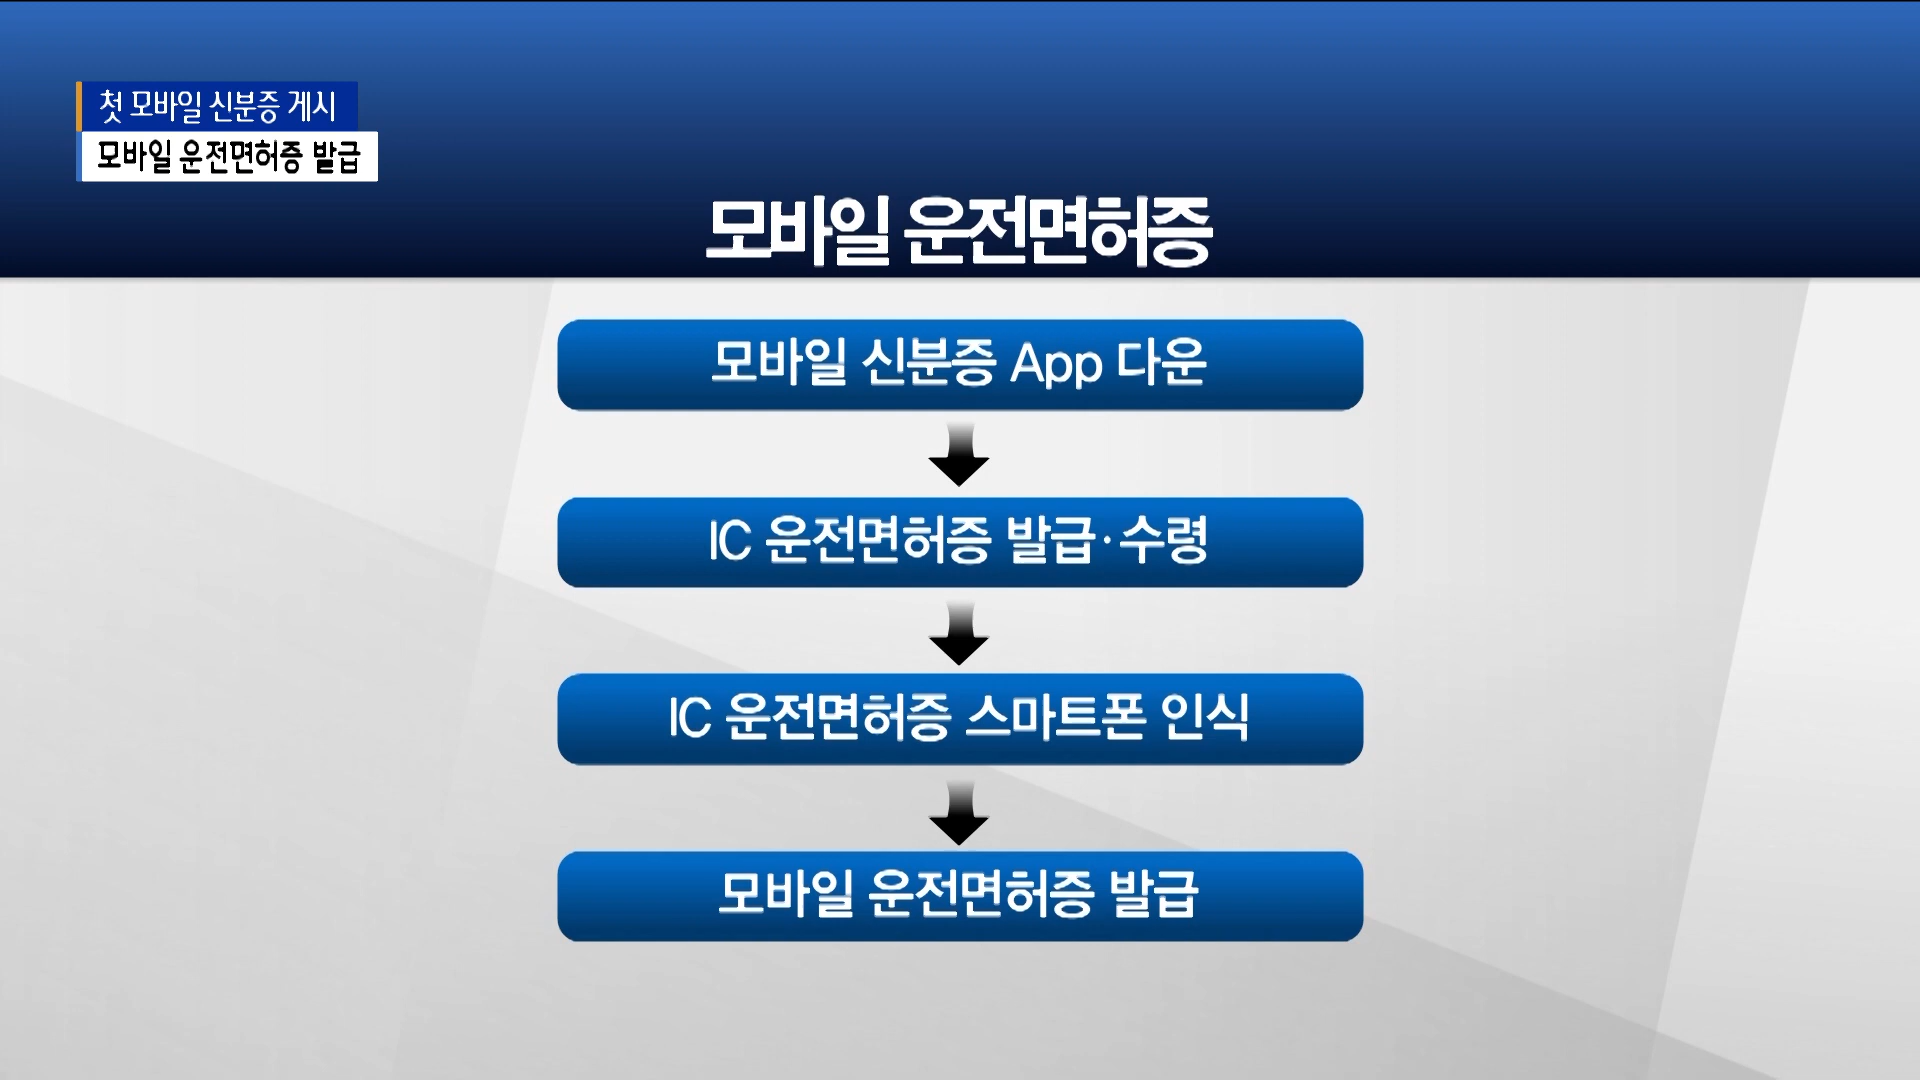 첫 모바일 신분증 게시
모바일 운전면허증 발급
모바일 운전면허증
모바일 신분증 App 다운
IC 운전면허증 발급·수령
IC 운전면허증 스마트폰 인식
모바일 운전면허증 발급